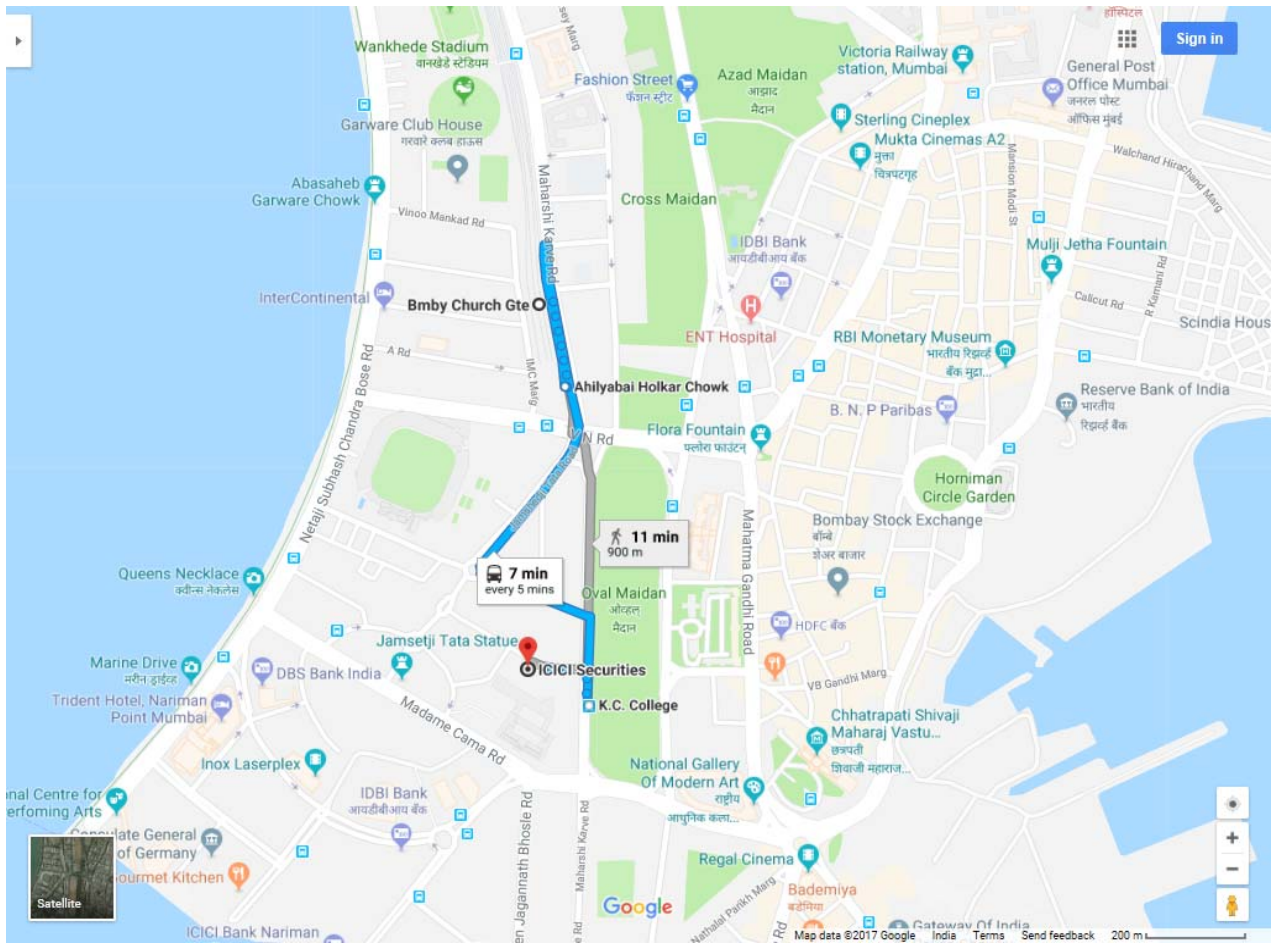 हॉस्पिटल
Sign in
Wankhede Stadium
वानखेडे स्टेडियम
Victoria Railway
station, Mumbai
General Post
Office Mumbai
जनरल पोस्ट
ऑफिस मुंबई
Fashion Street
फॅशन स्ट्रीट
Azad Maidan
आझाद
मैदान
Garware Club House
गरवारे क्लब हाऊस
Sterling Cineplex
Mukta Cinemas A2
मुक्ता
चित्रपटगृह
Mansion Modi St
Walchand Hirachand Marg
Abasaheb
Garware Chowk
Vinoo Mankad Rd
Maharshi Karve Rd
Cross Maidan
IDBI Bank
आयडीबीआय बँक
Mulji Jetha Fountain
R Kamani Rd
Calicut Rd
InterContinental
Bmby Church Gte
ENT Hospital
RBI Monetary Museum
भारतीय रिझर्व्ह
बँक मुद्रा...
Scindia Hous
A Rd
IMC Marg
Ahilyabai Holkar Chowk
Reserve Bank of India
भारतीय
रिझर्व्ह बँक
B. N. P Paribas
Flora Fountain
फ्लोरा फाउंटन्
N Rd
Netaji Subhash Chandra Bose Rd
Horniman
Circle Garden
11 min
900 m
Bombay Stock Exchange
बॉम्बे
शेअर बाजार
Mahatma Gandhi Road
7 min
every 5 mins
Queens Necklace
क्वीन्स नेकलेस
Oval Maidan
ओव्हल
मैदान
HDFC बँक
Jamsetji Tata Statue
ICICI Securities
Marine Drive
मरीन ड्राईव्ह
DBS Bank India
VB Gandhi Marg
Trident Hotel, Nariman
Point Mumbai
K.C. College
Madame Cama Rd
Chhatrapati Shivaji
Maharaj Vastu...
छत्रपती
शिवाजी महाराज...
Inox Laserplex
National Gallery
Of Modern Art
राष्ट्रीय
आधुनिक कला...
IDBI Bank
आयडीबीआय बँक
nal Centre for
erfoming Arts
Consulate General
of Germany
en Jagannath Bhosle Rd
Maharshi Karve Rd
Regal Cinema
Gourmet Kitchen
Satellite
Google
Nathalal Parikh Marg
Bademiya
बडेमिया
Gateway Of India
ICICI Bank Nariman
Map data ©2017 Google India Terms Send feedback 200 m